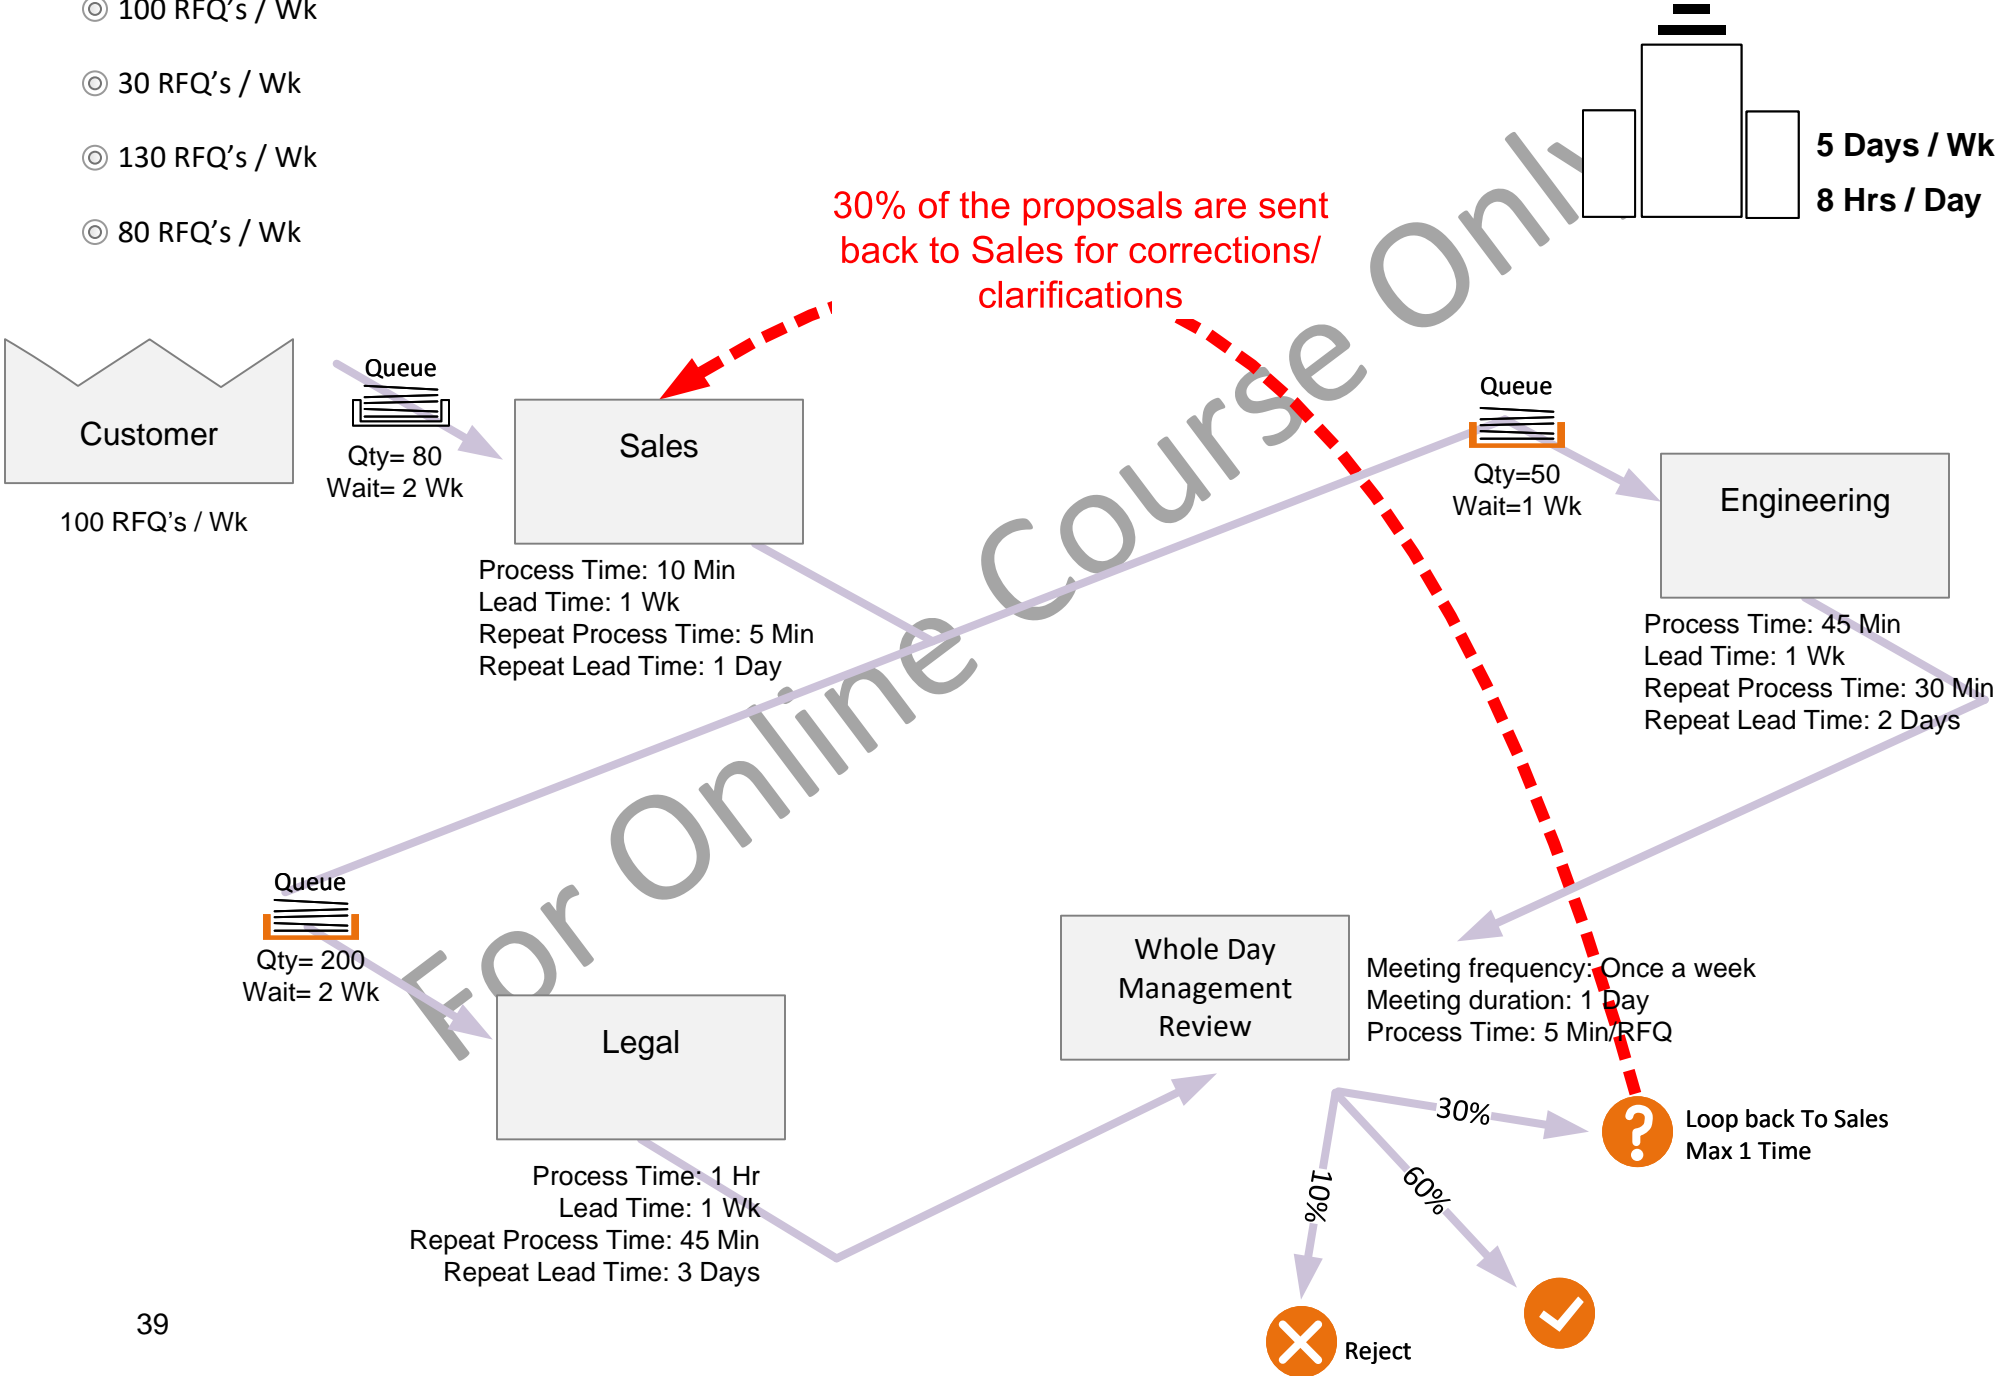 100 RFQ's / Wk
30 RFQ's / Wk
130 RFQ's / Wk
80 RFQ's / Wk
5 Days / Wk
8 Hrs / Day
30% of the proposals are sent
back to Sales for corrections/
clarifications
Customer
100 RFQ's / Wk
Queue
Qty= 80
Wait= 2 Wk
Sales
Process Time: 10 Min
Lead Time: 1 Wk
Repeat Process Time: 5 Min
Repeat Lead Time: 1 Day
Queue
Qty=50
Wait=1 Wk
Engineering
Process Time: 45 Min
Lead Time: 1 Wk
Repeat Process Time: 30 Min
Repeat Lead Time: 2 Days
For Online Course Only
Queue
Qty= 200
Wait= 2 Wk
Legal
Process Time: 1 Hr
Lead Time: 1 Wk
Repeat Process Time: 45 Min
Repeat Lead Time: 3 Days
Whole Day
Management
Review
Meeting frequency: Once a week
Meeting duration: 1 Day
Process Time: 5 Min/RFQ
30%
60%
10%
Loop back To Sales
Max 1 Time
Reject
39